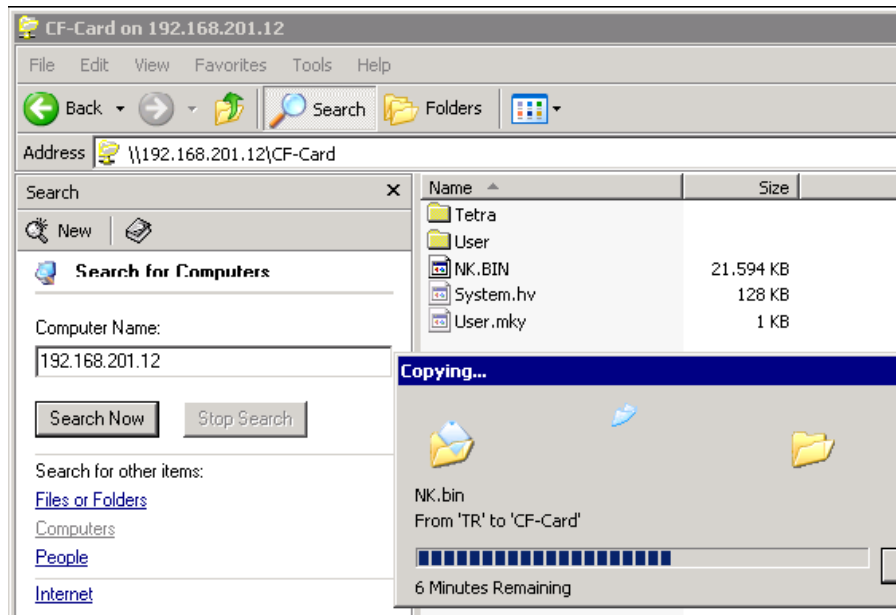 CF-Card on 192.168.201.12
File Edit View Favorites Tools Help
Back Search Folders
Address \\192.168.201.12\CF-Card
Search
New
Search for Computers
Computer Name:
192.168.201.12
Search Now Stop Search
Search for other items:
Files or Folders
Computers
People
Internet
Name Size
Tetra
User
NK.BIN 21.594 KB
System.hv 128 KB
User.mky 1 KB
Copying...
NK.bin
From 'TR' to 'CF-Card'
6 Minutes Remaining